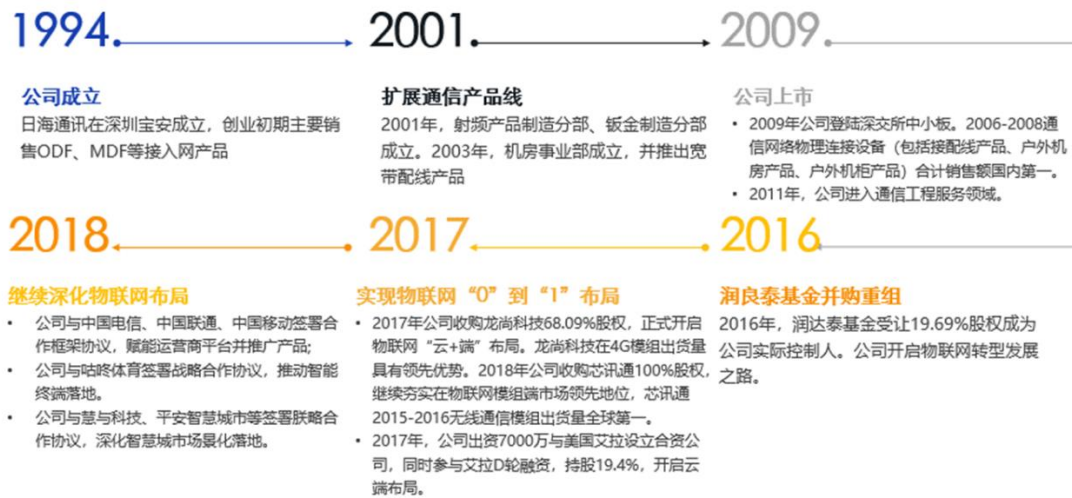 1994
2001
2009
公司成立
日海通讯在深圳宝安成立，创业初期主要销
售ODF、MDF等接入网产品
扩展通信产品线
2001年，射频产品制造分部、钣金制造分部
成立。2003年，机房事业部成立，并推出宽
带配线产品
公司上市
• 2009年公司登陆深交所中小板。2006-2008通
信网络物理连接设备（包括接配线产品、户外机
房产品、户外机柜产品）合计销售额国内第一。
• 2011年，公司进入通信工程服务领域。
2018
2017
2016
继续深化物联网布局
• 公司与中国电信、中国联通、中国移动签署合
作框架协议，赋能运营商平台并推广产品;
• 公司与咕咚体育签署战略合作协议，推动智能
终端落地。
• 公司与慧与科技、平安智慧城市等签署朕略合
作协议，深化智慧城市场景化落地。
实现物联网“0”到“1”布局
• 2017年公司收购龙尚科技68.09%股权，正式开启
物联网“云+端”布局。龙尚科技在4G模组出货量
具有领先优势。2018年公司收购芯讯通100%股权，
继续夯实在物联网模组端市场领先地位，芯讯通
2015-2016无线通信模组出货量全球第一。
• 2017年，公司出资7000万与美国艾拉设立合资公
司，同时参与艾拉D轮融资，持股19.4%，开启云
端布局。
润良泰基金并购重组
2016年，润达泰基金受让19.69%股权成为
公司实际控制人。公司开启物联网转型发展
之路。